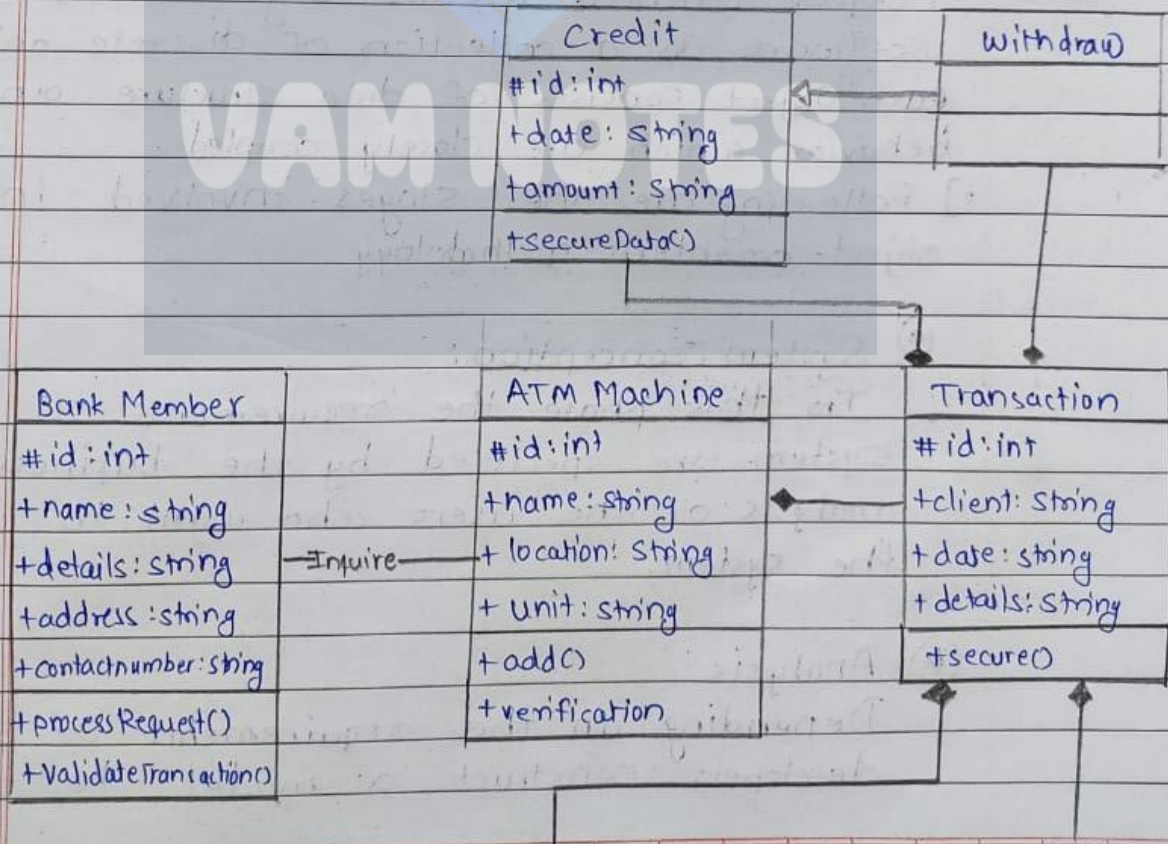 Credit
#id: int
+date: string
+amount: string
+secureData()
withdraw
VAM NOTES
Bank Member
#id: int
+name: string
+details: string
+address: string
+contactnumber: string
+processRequest()
+validateTransaction()
Inquire
ATM Machine
#id: int
+name: string
+ location: string
+ unit: string
+add()
+verification
Transaction
# id: int
+client: string
+date: string
+details: string
+secure()